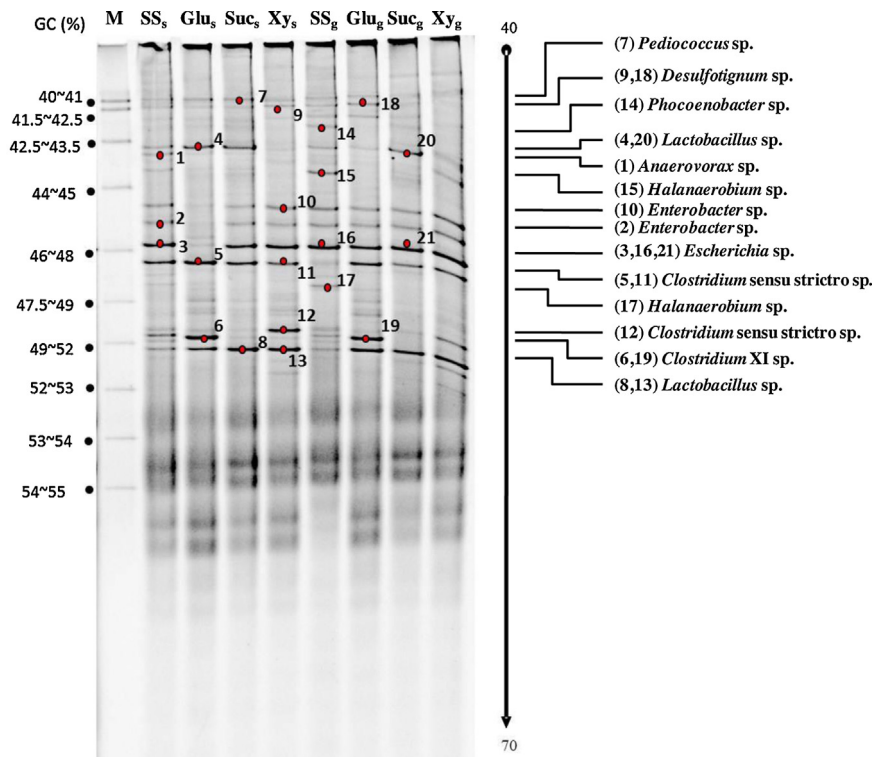 GC (%) M SSs Glus Sucs Xys SSg Glug Sucg Xyg
40
40~41
41.5~42.5
42.5~43.5
44~45
46~48
47.5~49
49~52
52~53
53~54
54~55
7
9
18
14
4
20
1
15
10
2
3
16
21
5
11
17
12
6
19
8
13
(7) Pediococcus sp.
(9,18) Desulfotignum sp.
(14) Phocoenobacter sp.
(4,20) Lactobacillus sp.
(1) Anaerovorax sp.
(15) Halanaerobium sp.
(10) Enterobacter sp.
(2) Enterobacter sp.
(3,16,21) Escherichia sp.
(5,11) Clostridium sensu strictro sp.
(17) Halanaerobium sp.
(12) Clostridium sensu strictro sp.
(6,19) Clostridium XI sp.
(8,13) Lactobacillus sp.
70